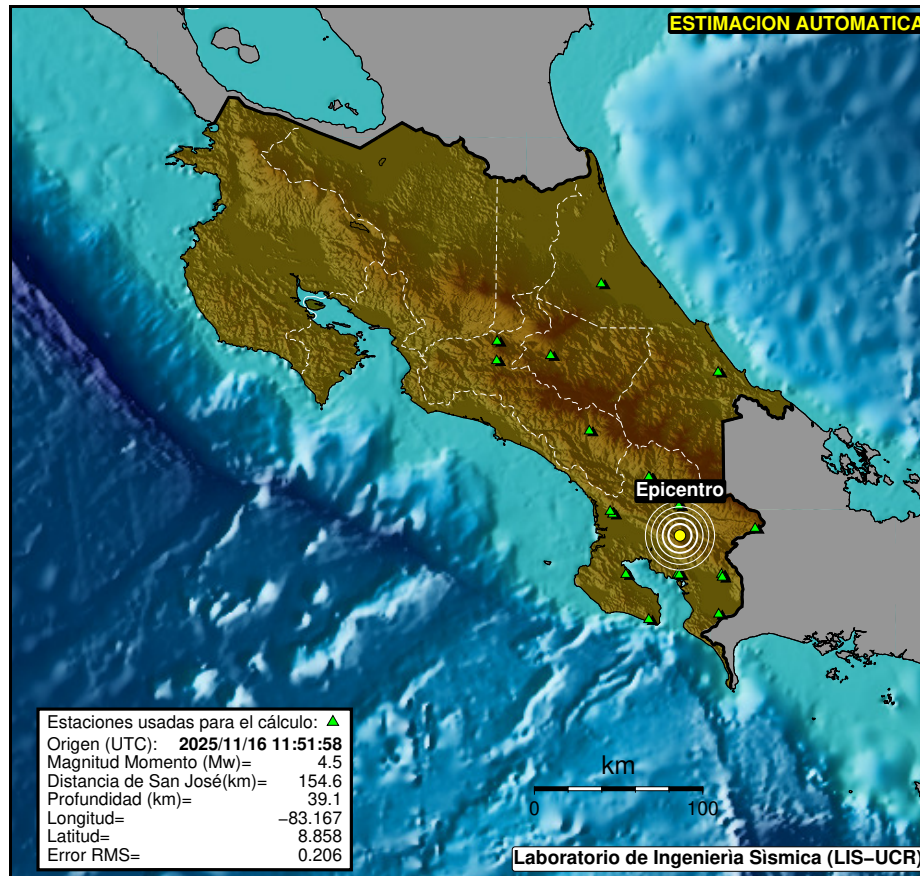 ESTIMACION AUTOMATICA
Epicentro
Estaciones usadas para el cálculo:
Origen (UTC): 2025/11/16 11:51:58
Magnitud Momento (Mw)= 4.5
Distancia de San José(km)= 154.6
Profundidad (km)= 39.1
Longitud= −83.167
Latitud= 8.858
Error RMS= 0.206
km
0 100
Laboratorio de Ingenierìa Sìsmica (LIS−UCR)